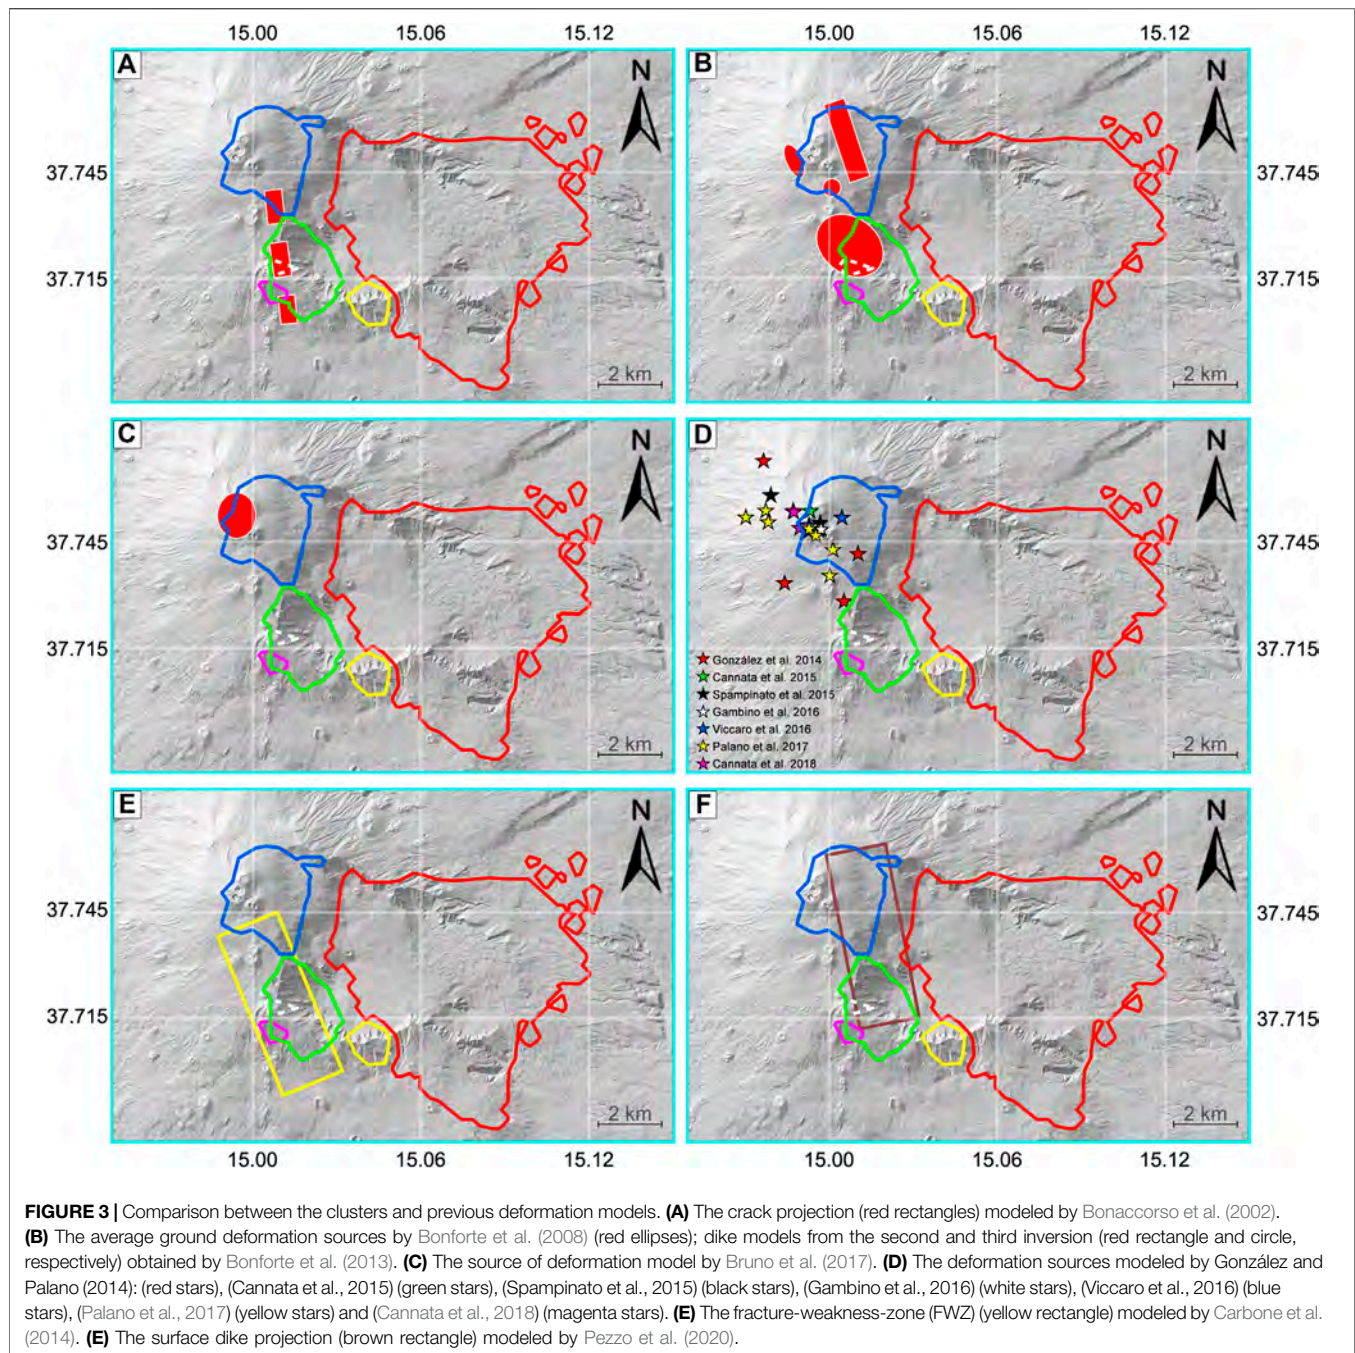 15.00 15.06 15.12 15.00 15.06 15.12
A N B N
37.745 37.745
37.715 37.715
2 km 2 km
C N D N
37.745 37.745
37.715 37.715
González et al. 2014
Cannata et al. 2015
Spampinato et al. 2015
Gambino et al. 2016
Viccaro et al. 2016
Palano et al. 2017
Cannata et al. 2018
2 km 2 km
E N F N
37.745 37.745
37.715 37.715
2 km 2 km
15.00 15.06 15.12 15.00 15.06 15.12
FIGURE 3 | Comparison between the clusters and previous deformation models. (A) The crack projection (red rectangles) modeled by Bonaccorso et al. (2002).
(B) The average ground deformation sources by Bonforte et al. (2008) (red ellipses); dike models from the second and third inversion (red rectangle and circle,
respectively) obtained by Bonforte et al. (2013). (C) The source of deformation model by Bruno et al. (2017). (D) The deformation sources modeled by González and
Palano (2014): (red stars), (Cannata et al., 2015) (green stars), (Spampinato et al., 2015) (black stars), (Gambino et al., 2016) (white stars), (Viccaro et al., 2016) (blue
stars), (Palano et al., 2017) (yellow stars) and (Cannata et al., 2018) (magenta stars). (E) The fracture-weakness-zone (FWZ) (yellow rectangle) modeled by Carbone et al.
(2014). (E) The surface dike projection (brown rectangle) modeled by Pezzo et al. (2020).